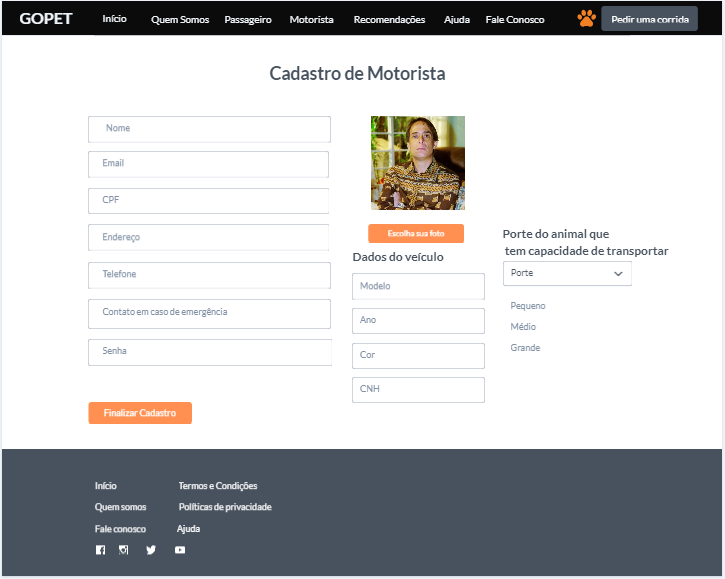 GOPET
Início
Quem Somos
Passageiro
Motorista
Recomendações
Ajuda
Fale Conosco
Pedir uma corrida
Cadastro de Motorista
Nome
Email
CPF
Endereço
Telefone
Contato em caso de emergência
Senha
Finalizar Cadastro
Escolha sua foto
Dados do veículo
Modelo
Ano
Cor
CNH
Porte do animal que
tem capacidade de transportar
Porte
Pequeno
Médio
Grande
Início
Quem somos
Fale conosco
Termos e Condições
Políticas de privacidade
Ajuda